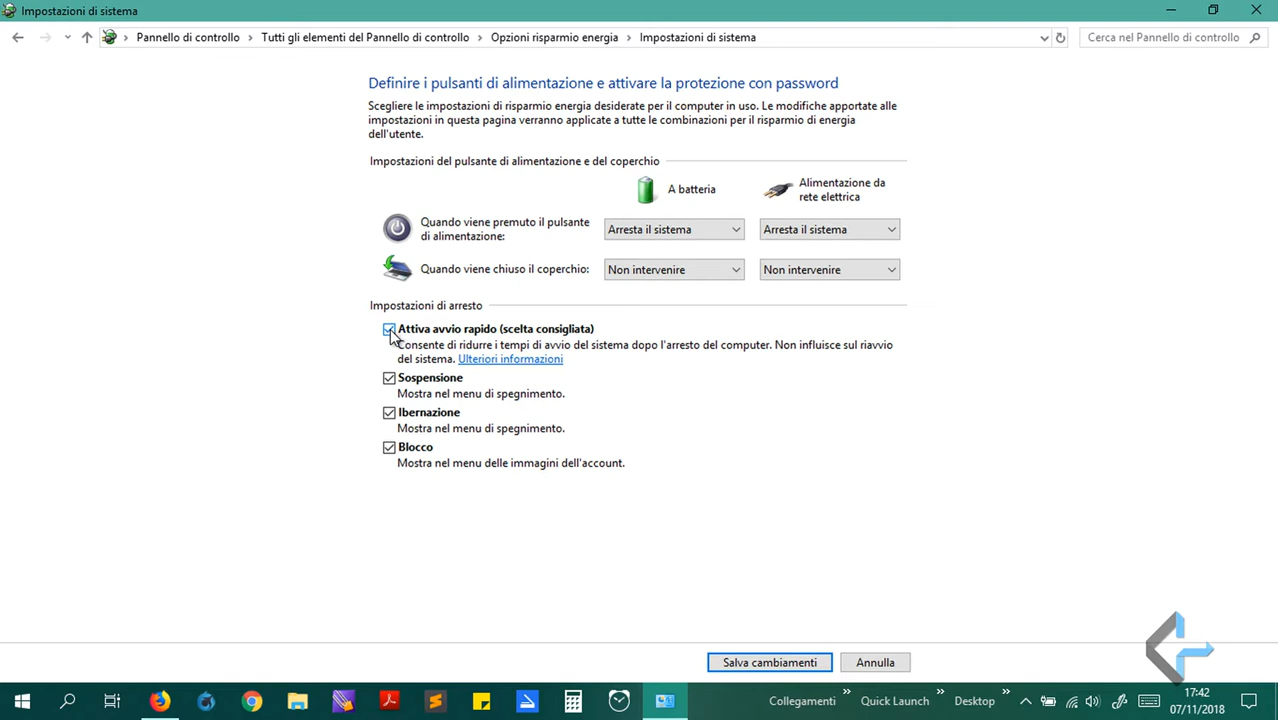 Impostazioni di sistema
Pannello di controllo > Tutti gli elementi del Pannello di controllo > Opzioni risparmio energia > Impostazioni di sistema
Cerca nel Pannello di controllo
Definire i pulsanti di alimentazione e attivare la protezione con password
Scegliere le impostazioni di risparmio energia desiderate per il computer in uso. Le modifiche apportate alle
impostazioni in questa pagina verranno applicate a tutte le combinazioni per il risparmio di energia
dell'utente.
Impostazioni del pulsante di alimentazione e del coperchio
A batteria
Alimentazione da
rete elettrica
Quando viene premuto il pulsante
di alimentazione:
Arresta il sistema
Arresta il sistema
Quando viene chiuso il coperchio:
Non intervenire
Non intervenire
Impostazioni di arresto
Attiva avvio rapido (scelta consigliata)
Consente di ridurre i tempi di avvio del sistema dopo l'arresto del computer. Non influisce sul riavvio
del sistema. Ulteriori informazioni
Sospensione
Mostra nel menu di spegnimento.
Ibernazione
Mostra nel menu di spegnimento.
Blocco
Mostra nel menu delle immagini dell'account.
Salva cambiamenti
Annulla
Collegamenti
Quick Launch
Desktop
17:42
07/11/2018